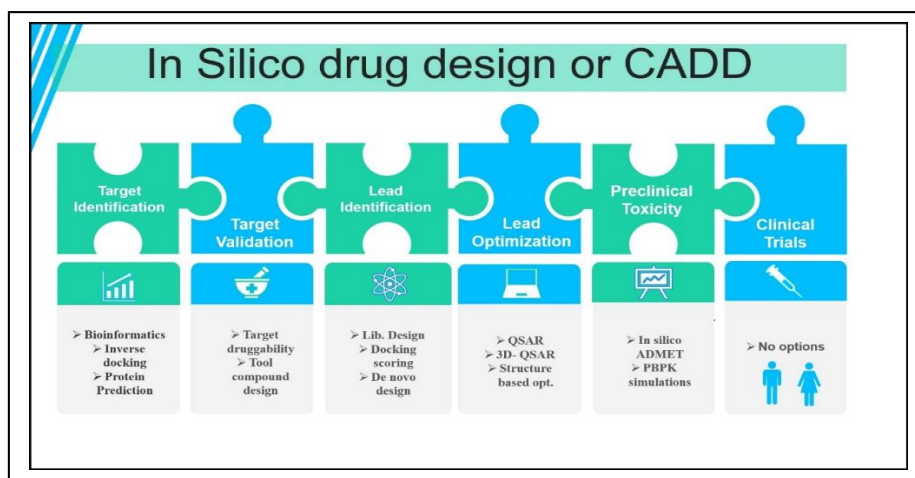 In Silico drug design or CADD
Target
Identification
Target
Validation
Lead
Identification
Lead
Optimization
Preclinical
Toxicity
Clinical
Trials
➢ Bioinformatics
➢ Inverse
docking
➢ Protein
Prediction
➢ Target
druggability
➢ Tool
compound
design
➢ Lib. Design
➢ Docking
scoring
➢ De novo
design
➢ QSAR
➢ 3D- QSAR
➢ Structure
based opt.
➢ In silico
ADMET
➢ PBPK
simulations
➢ No options